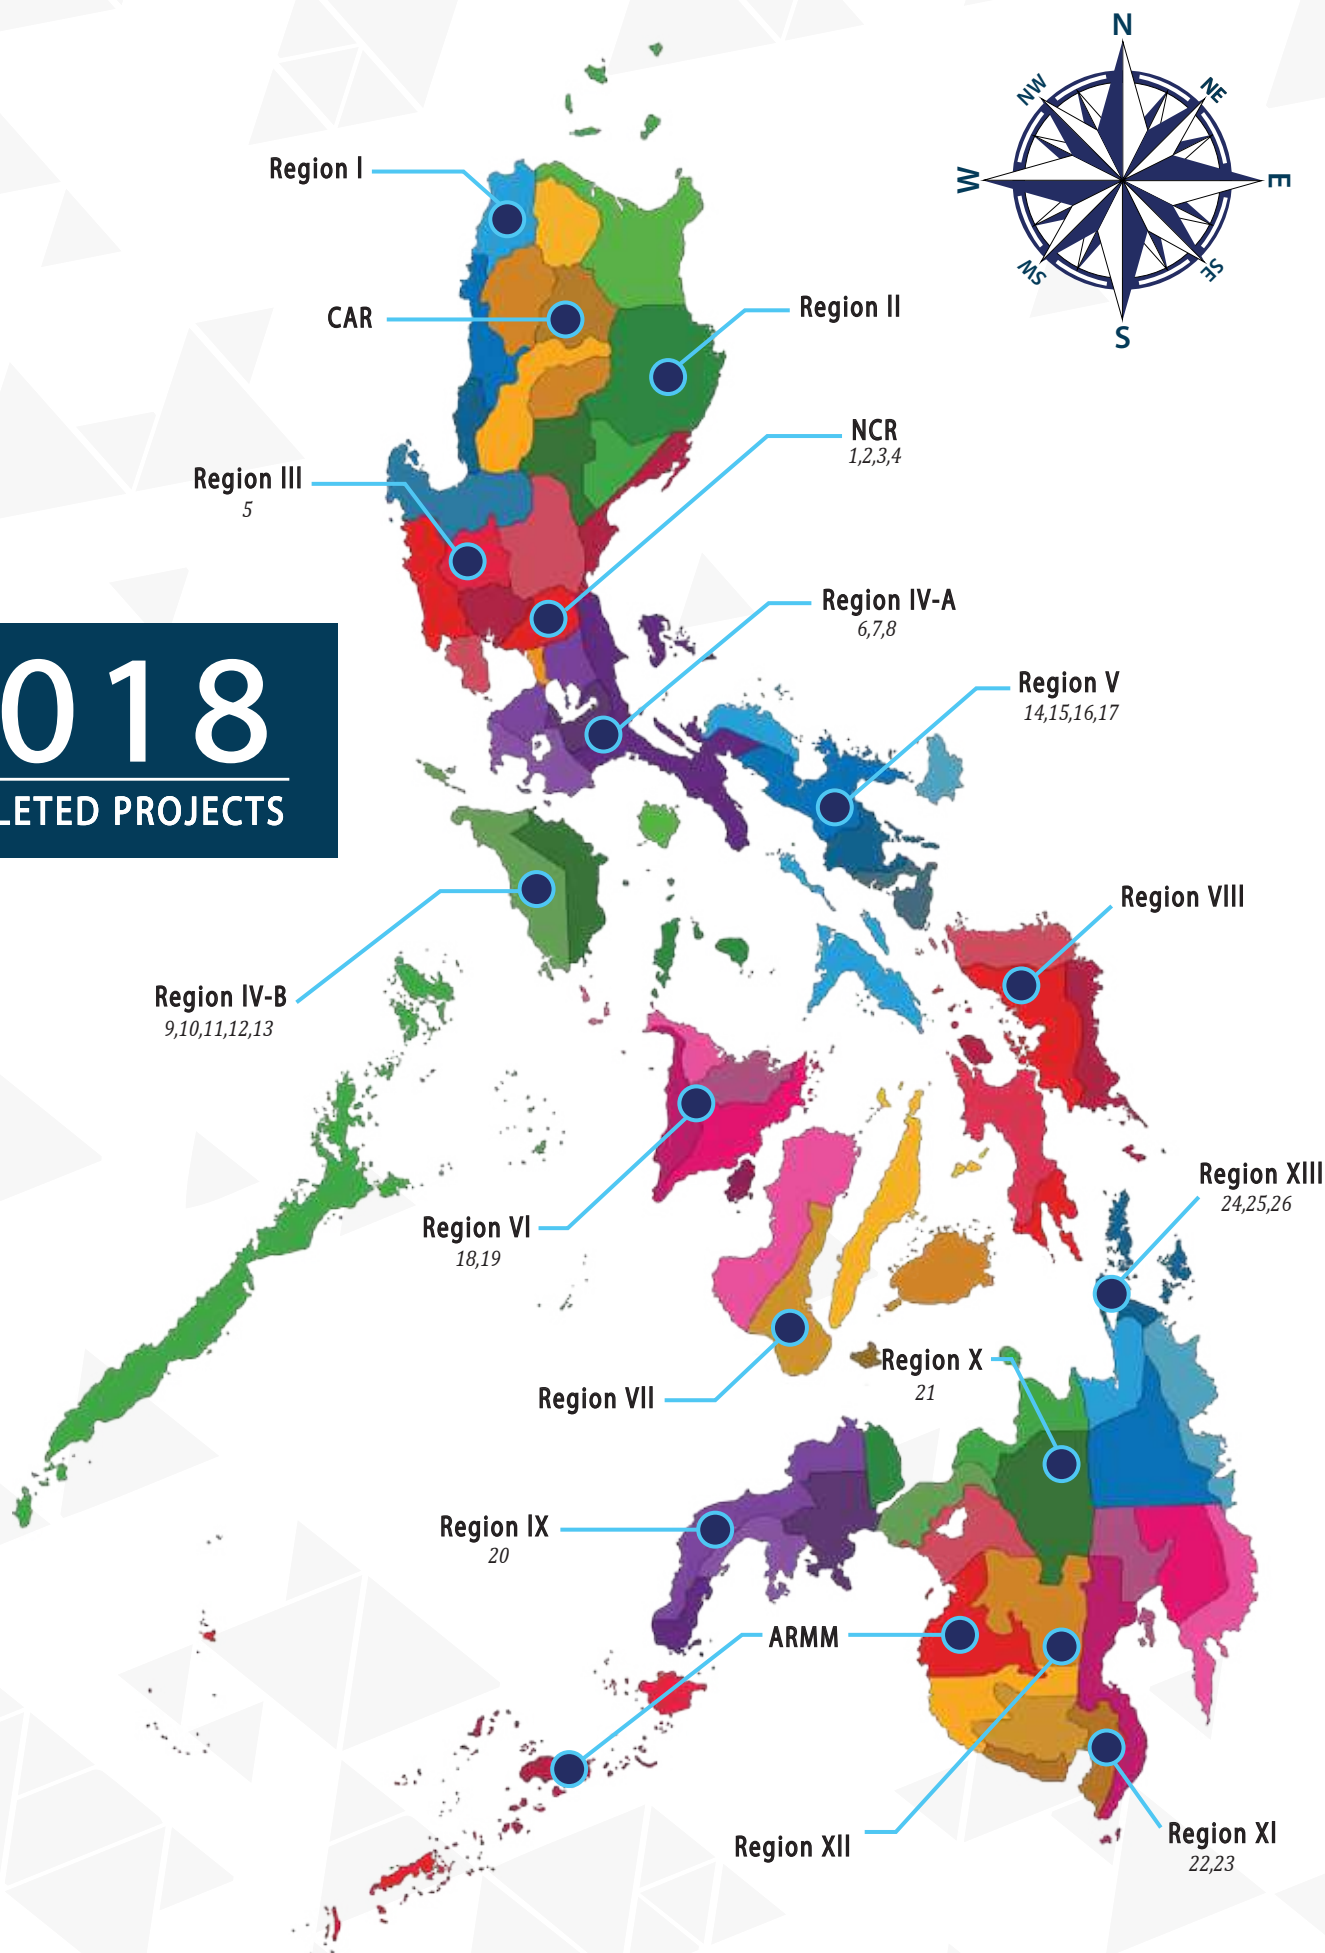 N
NW
NE
W
E
SW
SE
S
Region I
CAR
Region II
NCR
1,2,3,4
Region III
5
Region IV-A
6,7,8
018
LETED PROJECTS
Region V
14,15,16,17
Region VIII
Region IV-B
9,10,11,12,13
Region XIII
24,25,26
Region VI
18,19
Region X
21
Region VII
Region IX
20
ARMM
Region XII
Region XI
22,23